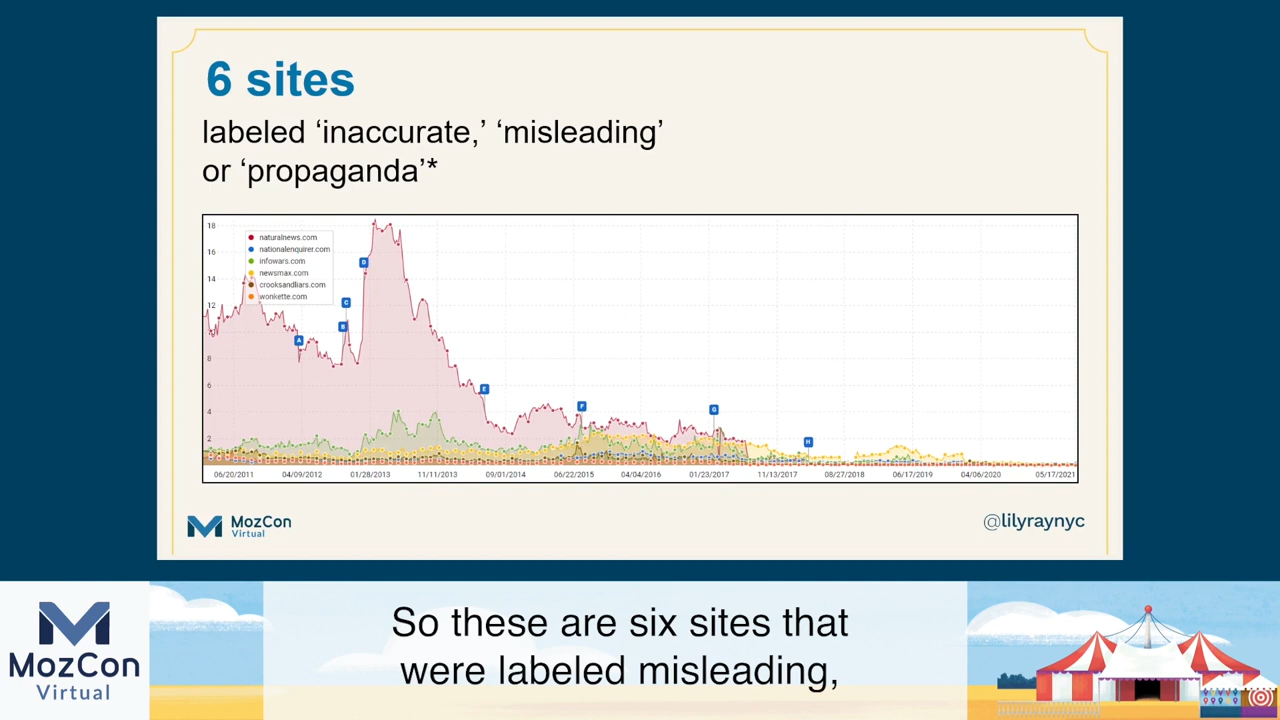 6 sites
labeled ‘inaccurate,’ ‘misleading’
or ‘propaganda’*
18
16
14
12
8
6
4
2
naturalnews.com
nationalenquirer.com
infowars.com
newsmax.com
crooksandliars.com
wonkette.com
A
B
C
D
E
F
G
H
06/20/2011 04/09/2012 01/28/2013 11/11/2013 09/01/2014 06/22/2015 04/04/2016 01/23/2017 11/13/2017 08/27/2018 06/17/2019 04/06/2020 05/17/2021
MozCon
Virtual
@lilyraynyc
MozCon
Virtual
So these are six sites that
were labeled misleading,